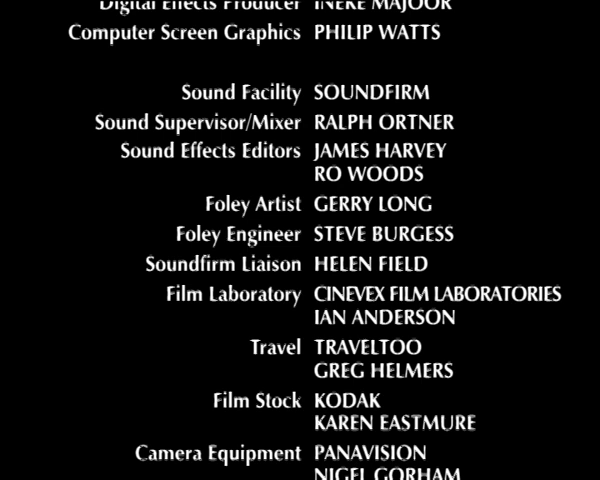 Digital Effects Producer INEKE MAJOOR
Computer Screen Graphics PHILIP WATTS
Sound Facility SOUNDFIRM
Sound Supervisor/Mixer RALPH ORTNER
Sound Effects Editors JAMES HARVEY
RO WOODS
Foley Artist GERRY LONG
Foley Engineer STEVE BURGESS
Soundfirm Liaison HELEN FIELD
Film Laboratory CINEVEX FILM LABORATORIES
IAN ANDERSON
Travel TRAVELTOO
GREG HELMERS
Film Stock KODAK
KAREN EASTMURE
Camera Equipment PANAVISION
NIGEL GORHAM